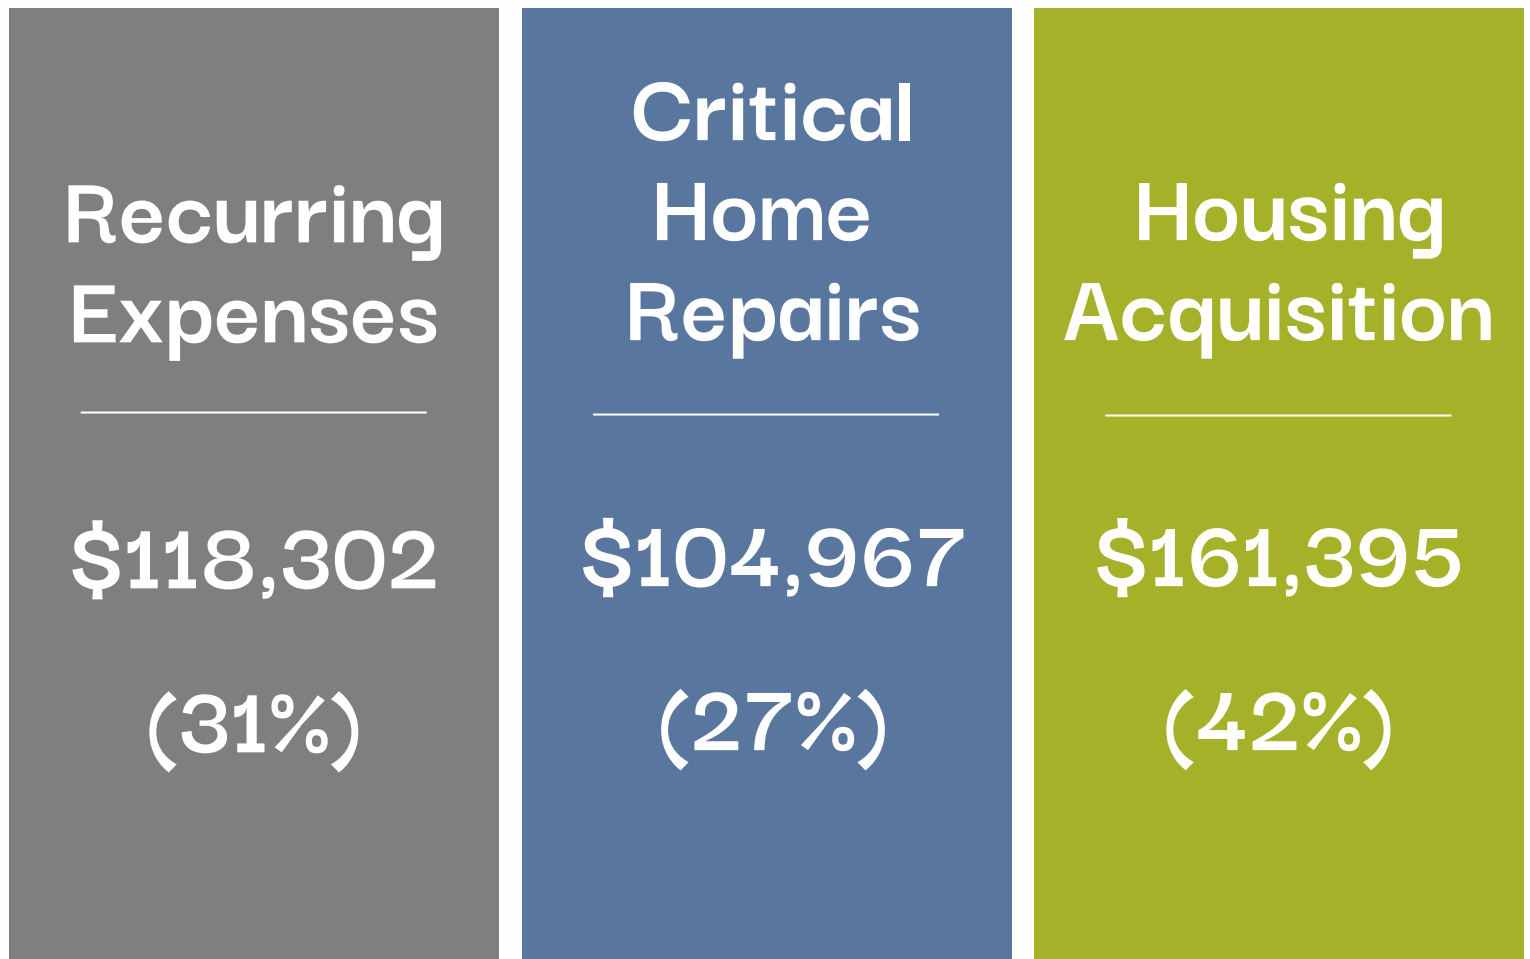 Recurring
Expenses
$118,302
(31%)
Critical
Home
Repairs
$104,967
(27%)
Housing
Acquisition
$161,395
(42%)